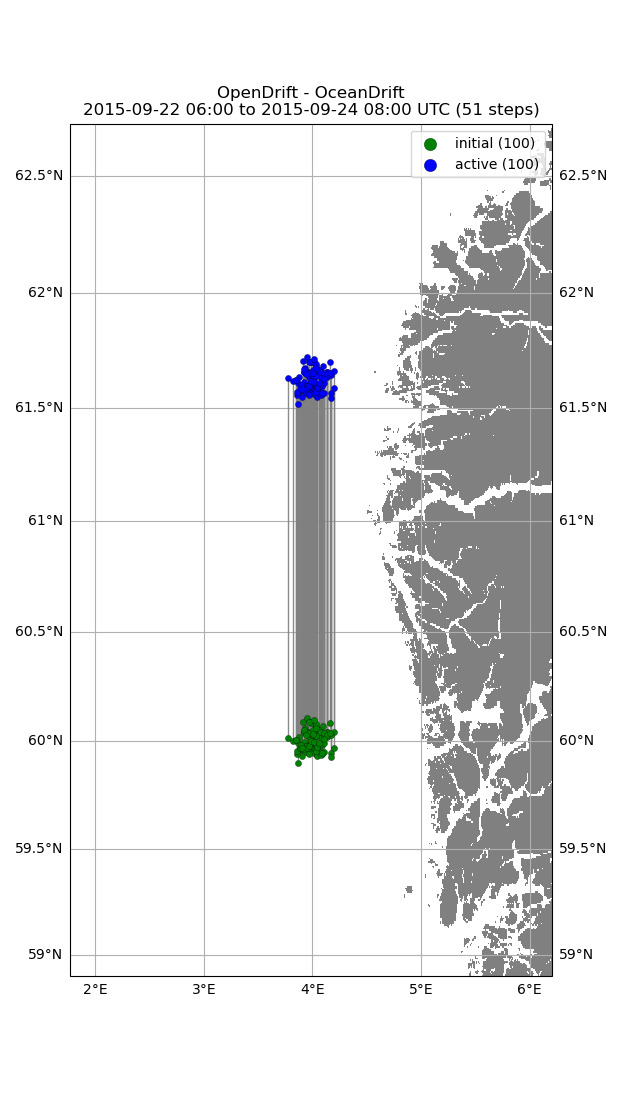 OpenDrift - OceanDrift
2015-09-22 06:00 to 2015-09-24 08:00 UTC (51 steps)
initial (100)
active (100)
62.5°N 62.5°N
62°N 62°N
61.5°N 61.5°N
61°N 61°N
60.5°N 60.5°N
60°N 60°N
59.5°N 59.5°N
59°N 59°N
2°E 3°E 4°E 5°E 6°E